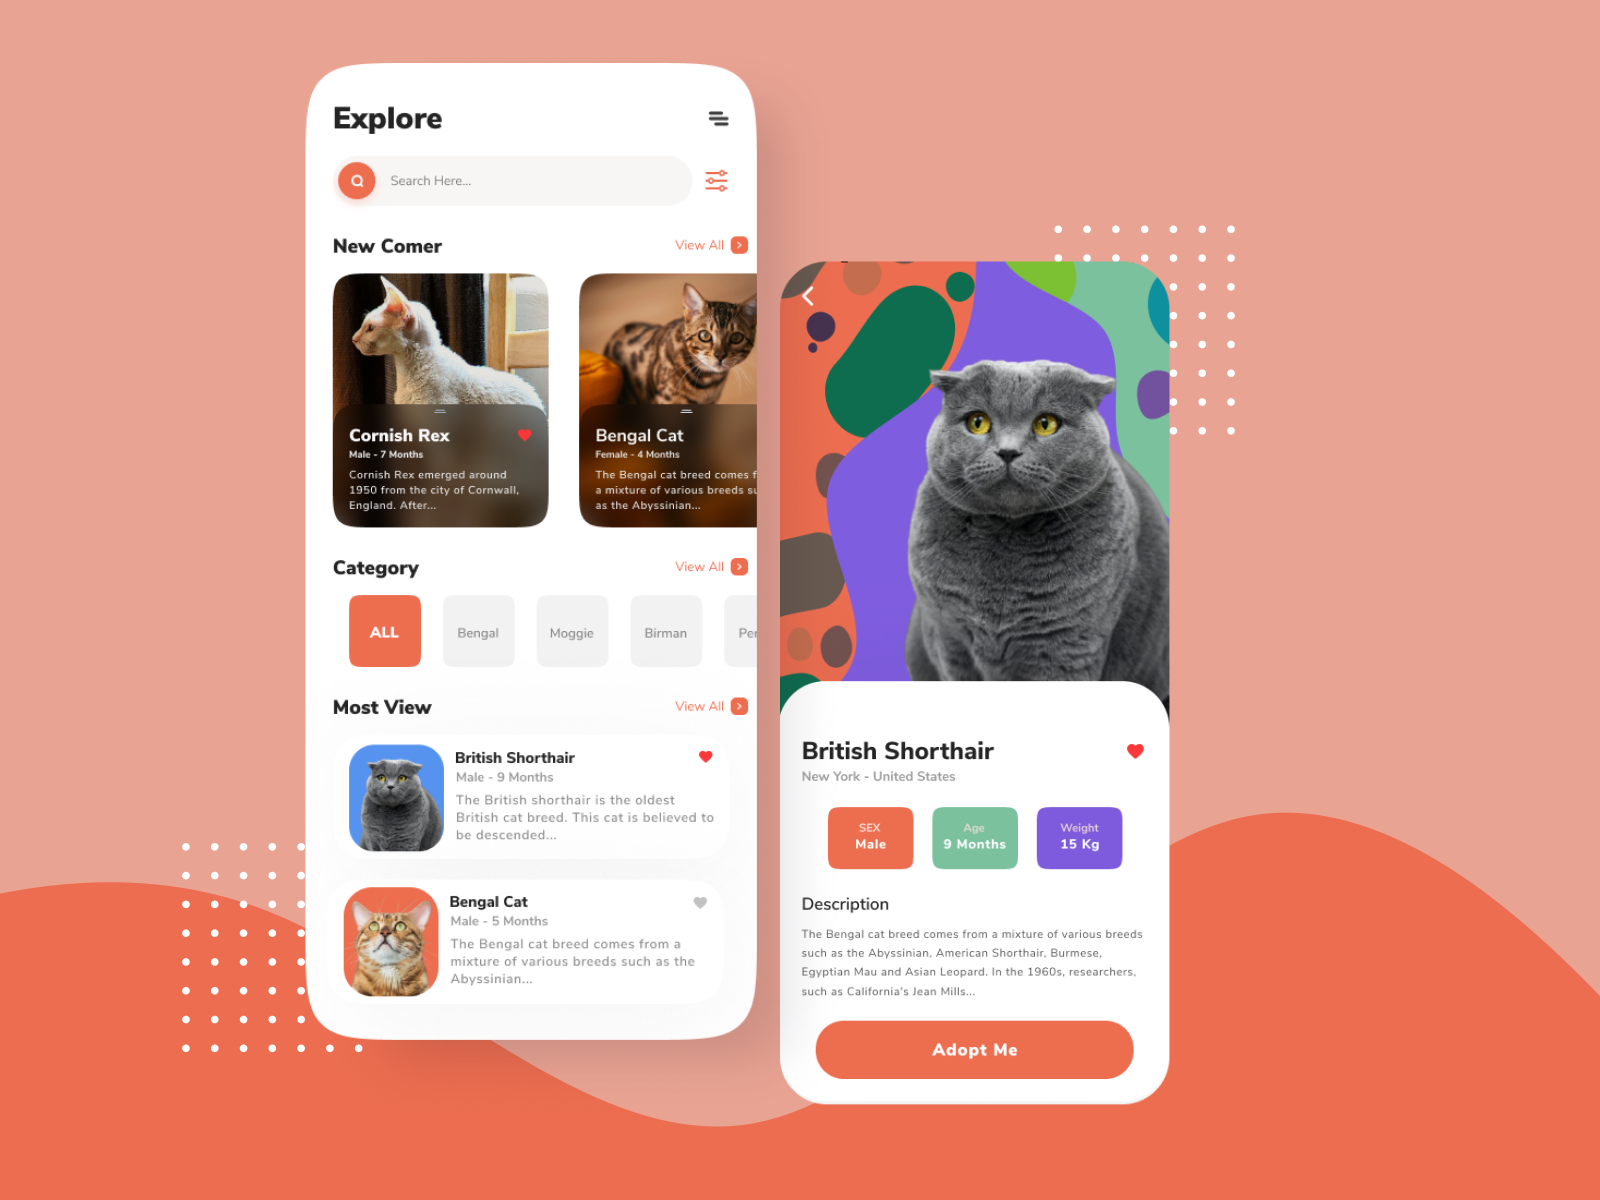 Explore
Search Here...
New Comer
View All
Cornish Rex
Male - 7 Months
Cornish Rex emerged around
1950 from the city of Cornwall,
England. After...
Bengal Cat
Female - 4 Months
The Bengal cat breed comes f
a mixture of various breeds su
as the Abyssinian...
Category
View All
ALL
Bengal
Moggie
Birman
Per
Most View
View All
British Shorthair
Male - 9 Months
The British shorthair is the oldest
British cat breed. This cat is believed to
be descended...
Bengal Cat
Male - 5 Months
The Bengal cat breed comes from a
mixture of various breeds such as the
Abyssinian...
British Shorthair
New York - United States
SEX
Male
Age
9 Months
Weight
15 Kg
Description
The Bengal cat breed comes from a mixture of various breeds
such as the Abyssinian, American Shorthair, Burmese,
Egyptian Mau and Asian Leopard. In the 1960s, researchers,
such as California's Jean Mills...
Adopt Me